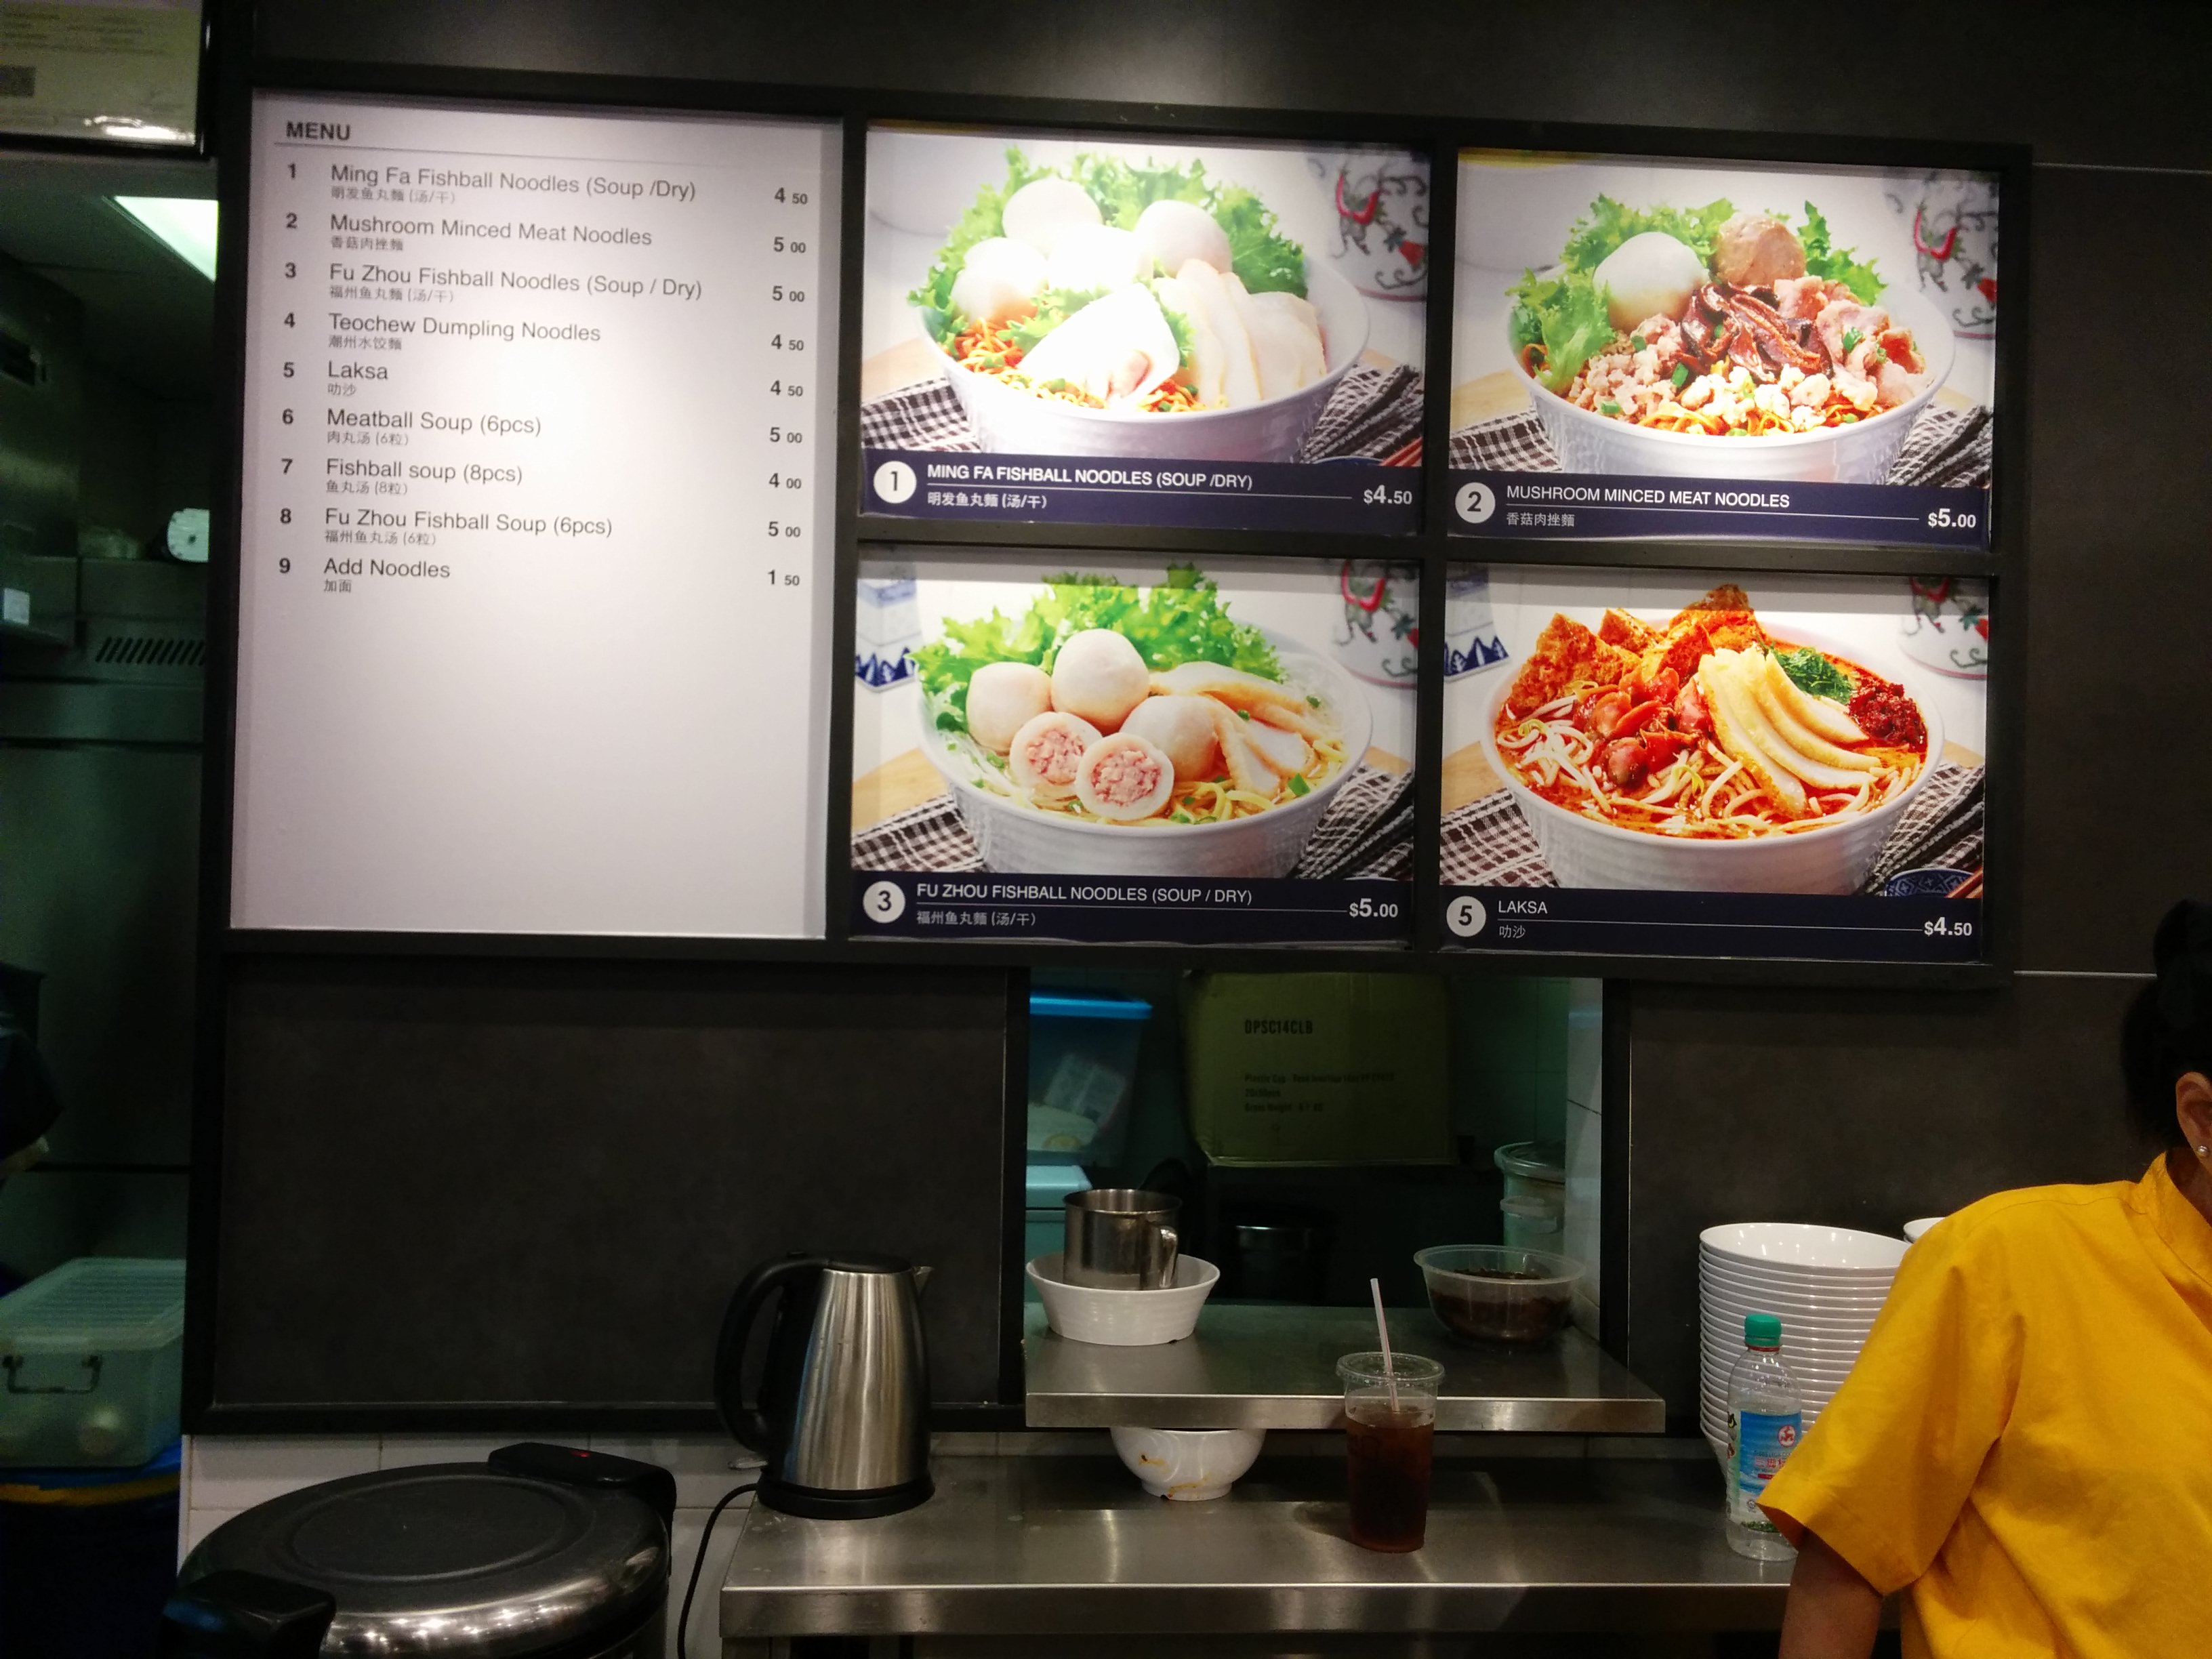 MENU
1 Ming Fa Fishball Noodles (Soup /Dry) 4 50
明发鱼丸麵 (汤/干)
2 Mushroom Minced Meat Noodles 5 00
香菇肉挫麵
3 Fu Zhou Fishball Noodles (Soup / Dry) 5 00
福州鱼丸麵 (汤/干)
4 Teochew Dumpling Noodles 4 50
潮州水饺麵
5 Laksa 4 50
叻沙
6 Meatball Soup (6pcs) 5 00
肉丸汤 (6粒)
7 Fishball soup (8pcs) 4 00
鱼丸汤 (8粒)
8 Fu Zhou Fishball Soup (6pcs) 5 00
福州鱼丸汤 (6粒)
9 Add Noodles 1 50
加面
1 MING FA FISHBALL NOODLES (SOUP /DRY) $4.50
明发鱼丸麵 (汤/干)
2 MUSHROOM MINCED MEAT NOODLES $5.00
香菇肉挫麵
3 FU ZHOU FISHBALL NOODLES (SOUP / DRY) $5.00
福州鱼丸麵 (汤/干)
5 LAKSA $4.50
叻沙
DPSC14CLB